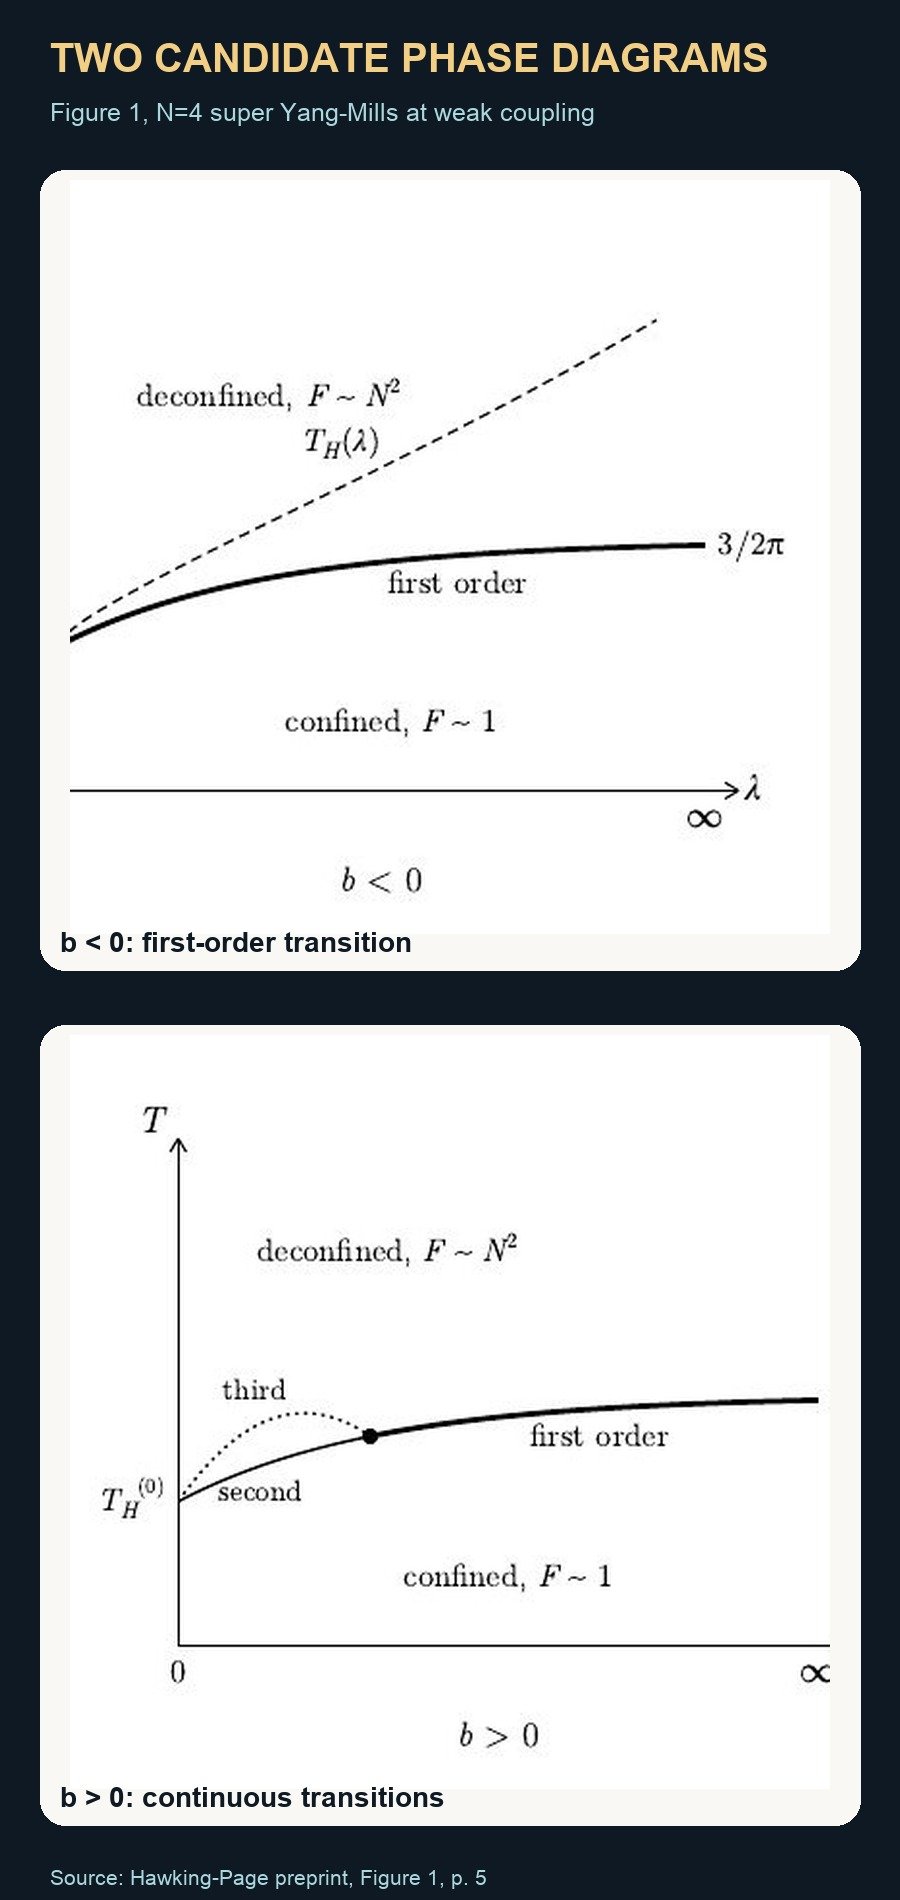 TWO CANDIDATE PHASE DIAGRAMS
Figure 1, N=4 super Yang-Mills at weak coupling
deconfined, F ~ N²
T_H(λ)
3/2π
first order
confined, F ~ 1
λ
∞
b < 0
b < 0: first-order transition
T
deconfined, F ~ N²
third
first order
second
T_H^(0)
confined, F ~ 1
0
∞
b > 0
b > 0: continuous transitions
Source: Hawking-Page preprint, Figure 1, p. 5